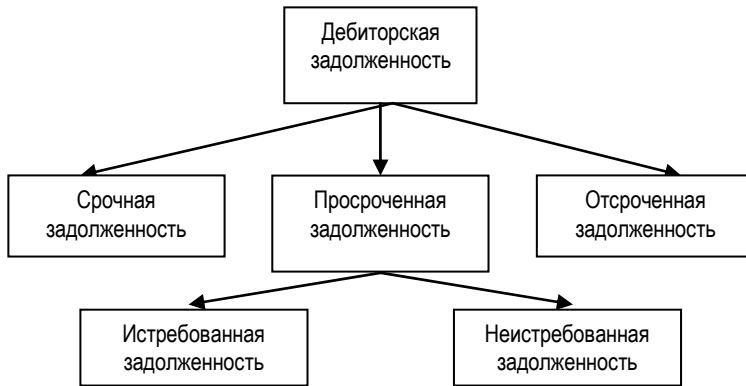 Дебиторская
задолженность
Срочная
задолженность
Просроченная
задолженность
Отсроченная
задолженность
Истребованная
задолженность
Неистребованная
задолженность